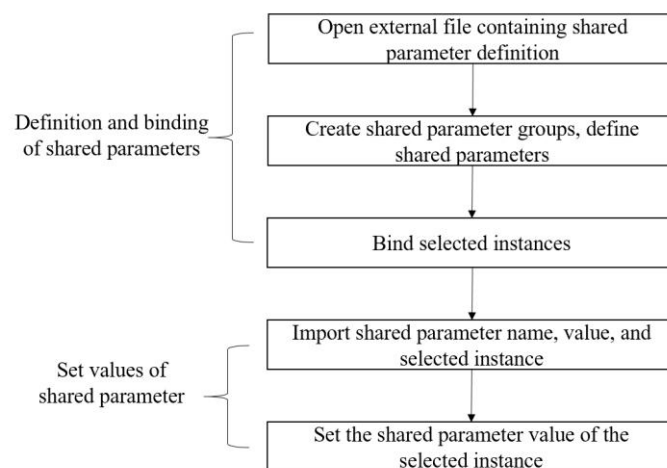 Open external file containing shared
parameter definition
Definition and binding
of shared parameters
Create shared parameter groups, define
shared parameters
Bind selected instances
Import shared parameter name, value, and
selected instance
Set values of
shared parameter
Set the shared parameter value of the
selected instance